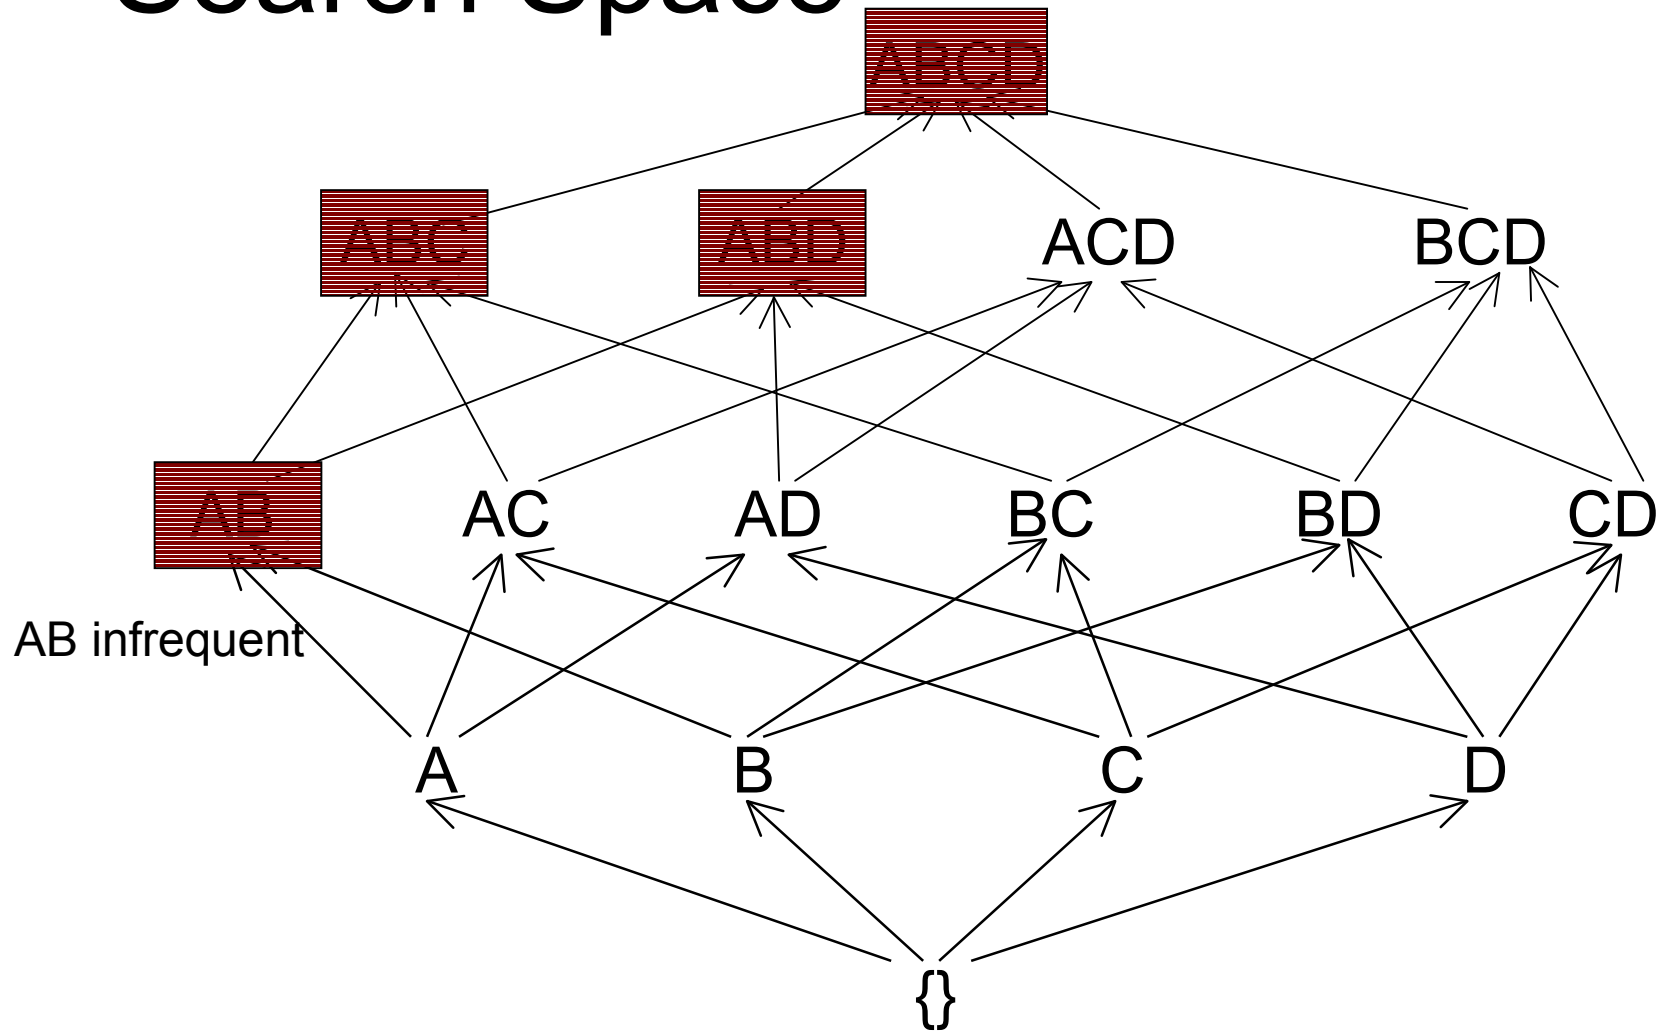 Search Space
ABCD
ABC ABD ACD BCD
AB AC AD BC BD CD
AB infrequent
A B C D
{}